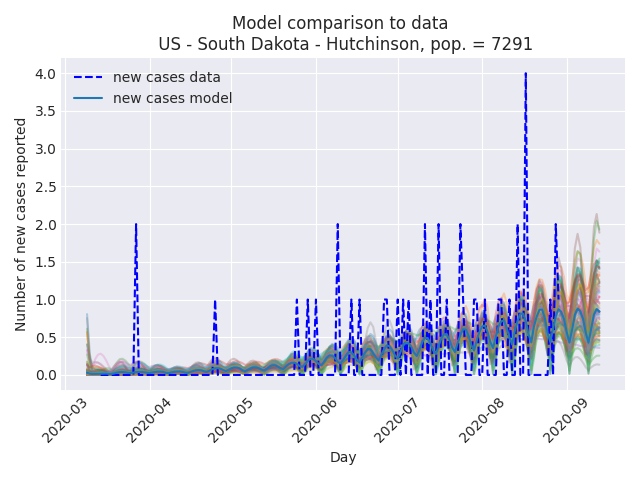 Model comparison to data
US - South Dakota - Hutchinson, pop. = 7291
new cases data
new cases model
Number of new cases reported
4.0
3.5
3.0
2.5
2.0
1.5
1.0
0.5
0.0
2020-03
2020-04
2020-05
2020-06
2020-07
2020-08
2020-09
Day